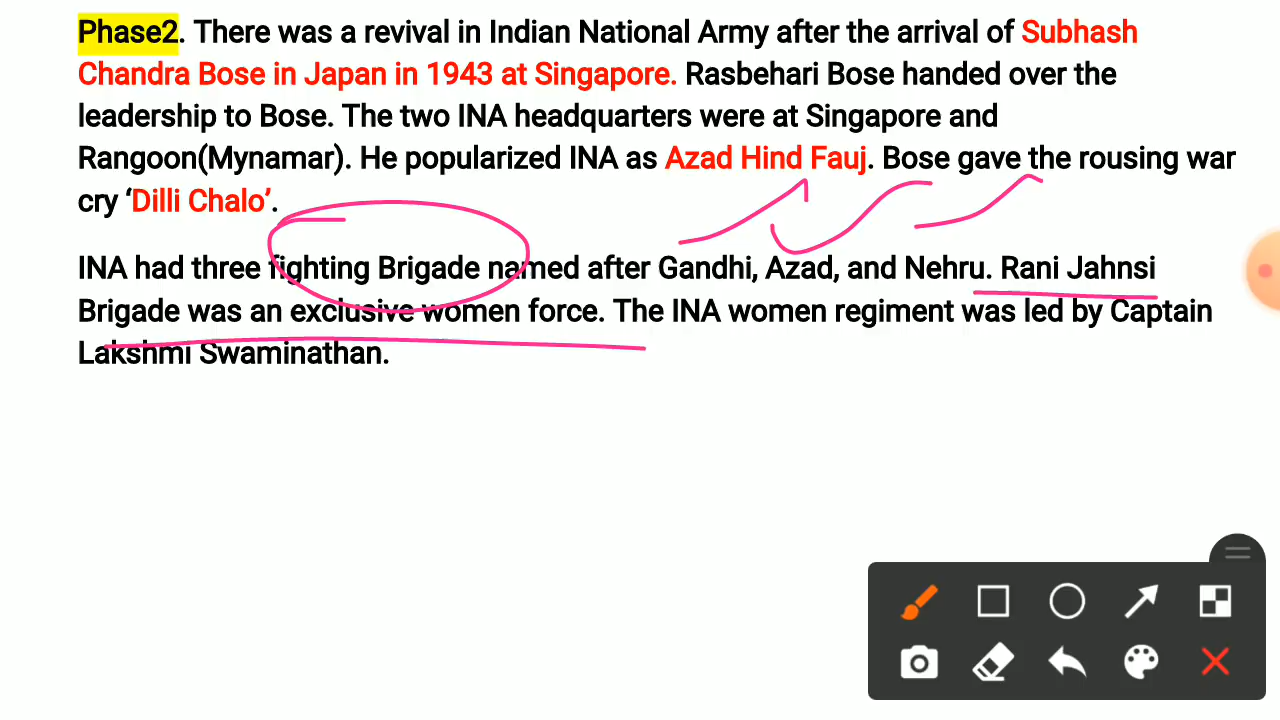 Phase2. There was a revival in Indian National Army after the arrival of Subhash
Chandra Bose in Japan in 1943 at Singapore. Rasbehari Bose handed over the
leadership to Bose. The two INA headquarters were at Singapore and
Rangoon(Mynamar). He popularized INA as Azad Hind Fauj. Bose gave the rousing war
cry ‘Dilli Chalo’.
INA had three fighting Brigade named after Gandhi, Azad, and Nehru. Rani Jahnsi
Brigade was an exclusive women force. The INA women regiment was led by Captain
Lakshmi Swaminathan.